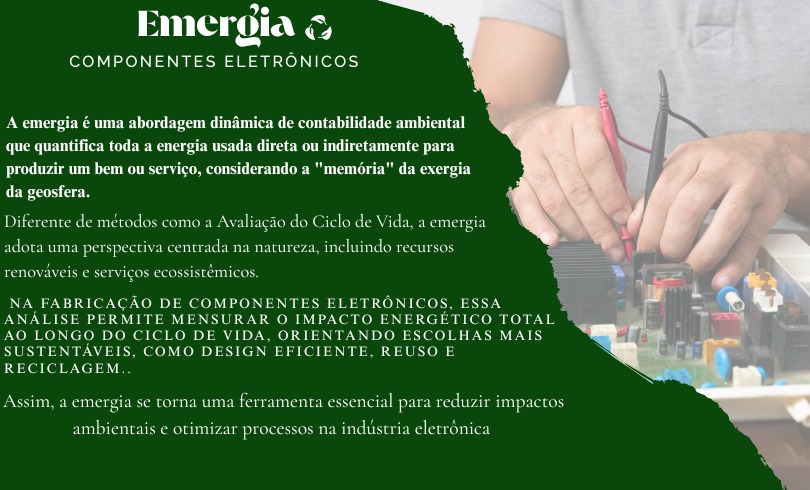 Emergia
COMPONENTES ELETRÔNICOS
A emergia é uma abordagem dinâmica de contabilidade ambiental
que quantifica toda a energia usada direta ou indiretamente para
produzir um bem ou serviço, considerando a "memória" da exergia
da geosfera.
Diferente de métodos como a Avaliação do Ciclo de Vida, a emergia
adota uma perspectiva centrada na natureza, incluindo recursos
renováveis e serviços ecossistêmicos.
NA FABRICAÇÃO DE COMPONENTES ELETRÔNICOS, ESSA
ANÁLISE PERMITE MENSURAR O IMPACTO ENERGÉTICO TOTAL
AO LONGO DO CICLO DE VIDA, ORIENTANDO ESCOLHAS MAIS
SUSTENTÁVEIS, COMO DESIGN EFICIENTE, REUSO E
RECICLAGEM..
Assim, a emergia se torna uma ferramenta essencial para reduzir impactos
ambientais e otimizar processos na indústria eletrônica